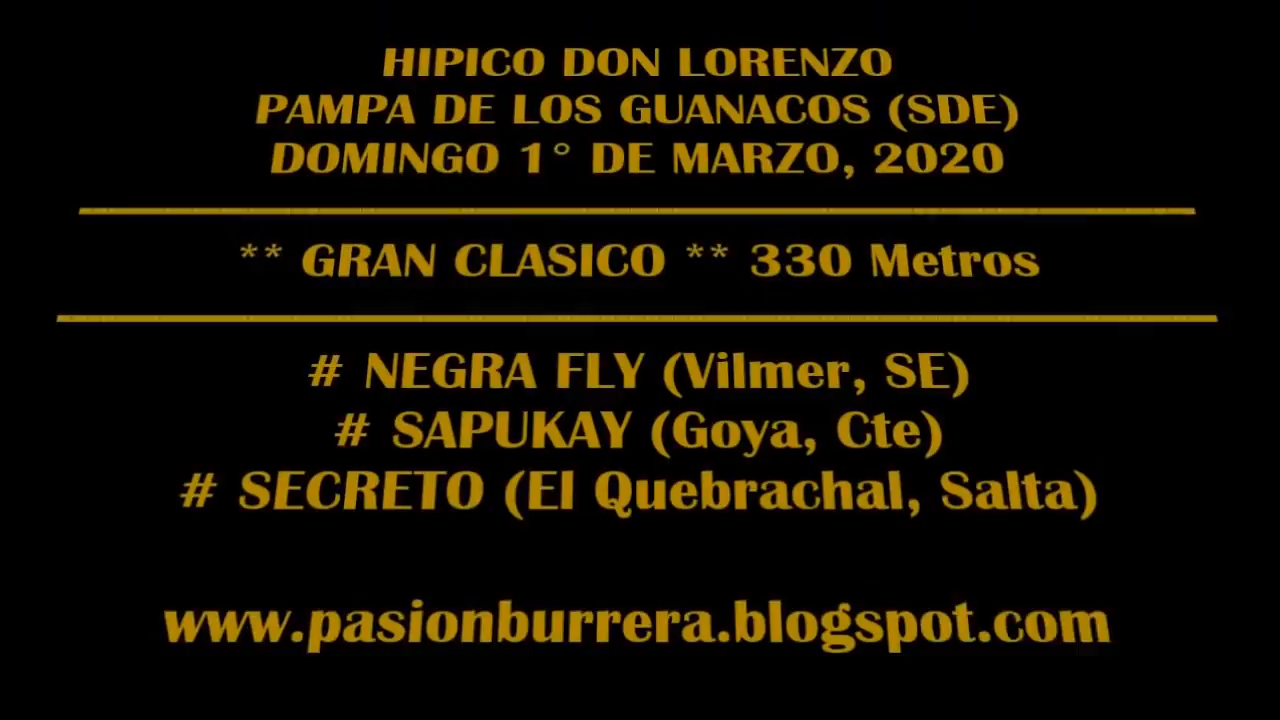 HIPICO DON LORENZO
PAMPA DE LOS GUANACOS (SDE)
DOMINGO 1° DE MARZO, 2020
** GRAN CLASICO ** 330 Metros
# NEGRA FLY (Vilmer, SE)
# SAPUKAY (Goya, Cte)
# SECRETO (El Quebrachal, Salta)
www.pasionburrera.blogspot.com